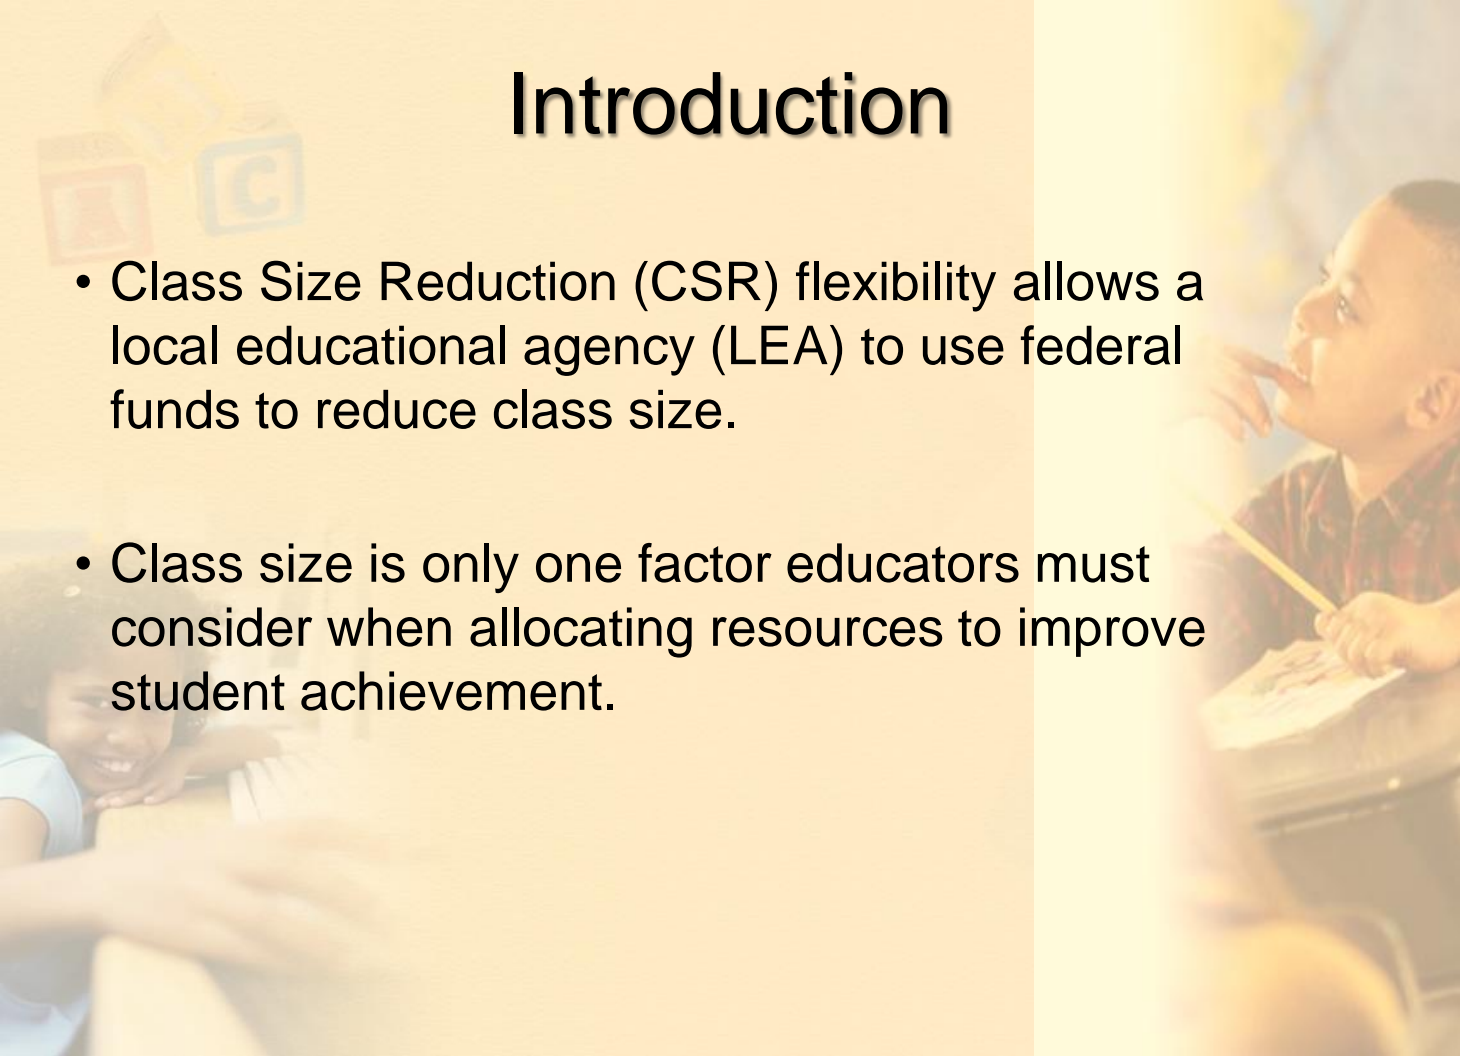 Introduction
• Class Size Reduction (CSR) flexibility allows a
local educational agency (LEA) to use federal
funds to reduce class size.
• Class size is only one factor educators must
consider when allocating resources to improve
student achievement.
A
C